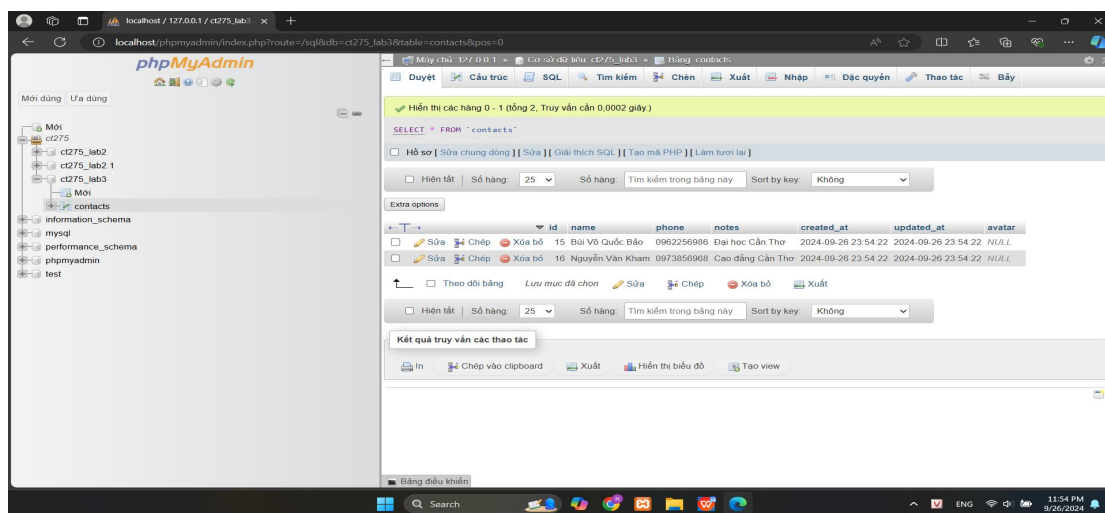 localhost / 127.0.0.1 / ct275_lab3
localhost/phpmyadmin/index.php?route=/sql&db=ct275_lab3&table=contacts&pos=0
phpMyAdmin
Mới dùng Ưa dùng
Mới
ct275
ct275_lab2
ct275_lab2.1
ct275_lab3
Mới
contacts
information_schema
mysql
performance_schema
phpmyadmin
test
Máy chủ: 127.0.0.1 » Cơ sở dữ liệu: ct275_lab3 » Bảng: contacts
Duyệt Cấu trúc SQL Tìm kiếm Chèn Xuất Nhập Đặc quyền Thao tác Bẫy
Hiển thị các hàng 0 - 1 (tổng 2, Truy vấn cần 0,0002 giây.)
SELECT * FROM `contacts`
Hồ sơ [ Sửa chung dòng ] [ Sửa ] [ Giải thích SQL ] [ Tạo mã PHP ] [ Làm tươi lại ]
Hiện tất | Số hàng: 25 Số hàng: Tìm kiếm trong bảng này Sort by key: Không
Extra options
←T→ id name phone notes created_at updated_at avatar
Sửa Chép Xóa bỏ 15 Bùi Võ Quốc Bảo 0962256986 Đại học Cần Thơ 2024-09-26 23:54:22 2024-09-26 23:54:22 NULL
Sửa Chép Xóa bỏ 16 Nguyễn Văn Kham 0973856968 Cao đẳng Cần Thơ 2024-09-26 23:54:22 2024-09-26 23:54:22 NULL
Theo dõi bảng Lưu mục đã chọn Sửa Chép Xóa bỏ Xuất
Hiện tất | Số hàng: 25 Số hàng: Tìm kiếm trong bảng này Sort by key: Không
Kết quả truy vấn các thao tác
In Chép vào clipboard Xuất Hiển thị biểu đồ Tạo view
Bảng điều khiển
Search
ENG
11:54 PM
9/26/2024